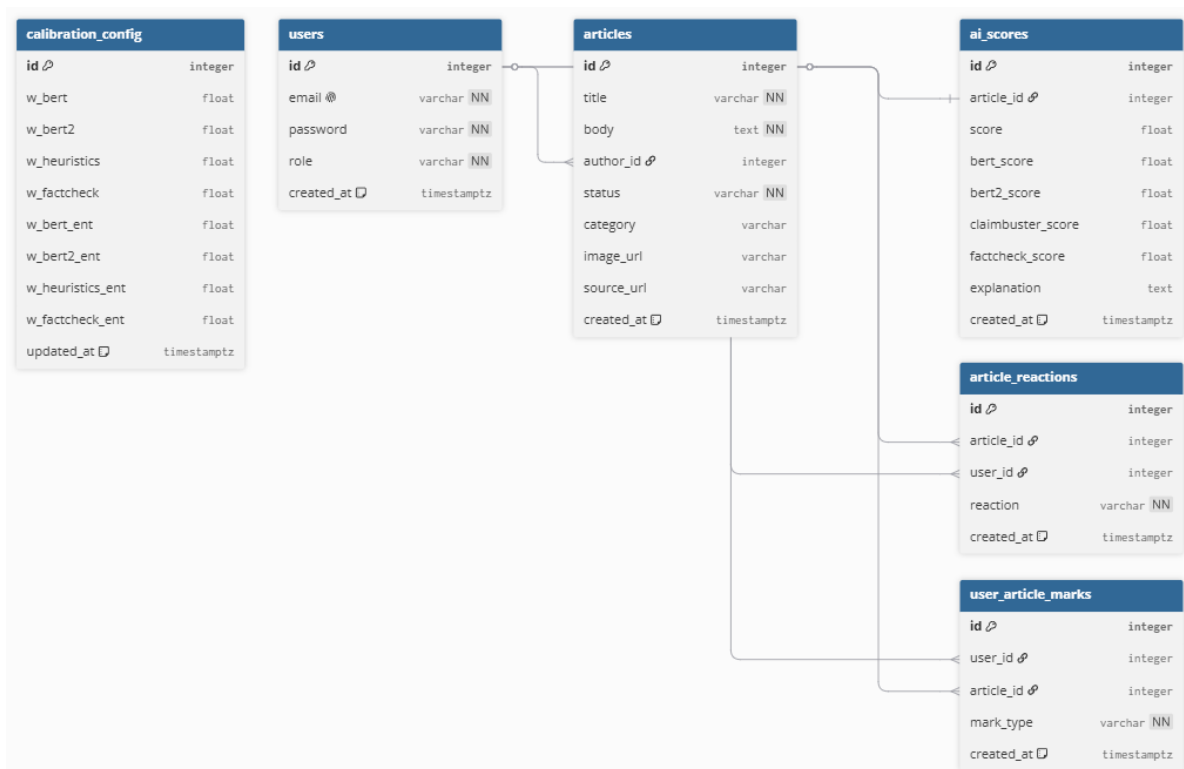 calibration_config
id integer
w_bert float
w_bert2 float
w_heuristics float
w_factcheck float
w_bert_ent float
w_bert2_ent float
w_heuristics_ent float
w_factcheck_ent float
updated_at timestamptz
users
id integer
email varchar NN
password varchar NN
role varchar NN
created_at timestamptz
articles
id integer
title varchar NN
body text NN
author_id integer
status varchar NN
category varchar
image_url varchar
source_url varchar
created_at timestamptz
ai_scores
id integer
article_id integer
score float
bert_score float
bert2_score float
claimbuster_score float
factcheck_score float
explanation text
created_at timestamptz
article_reactions
id integer
article_id integer
user_id integer
reaction varchar NN
created_at timestamptz
user_article_marks
id integer
user_id integer
article_id integer
mark_type varchar NN
created_at timestamptz